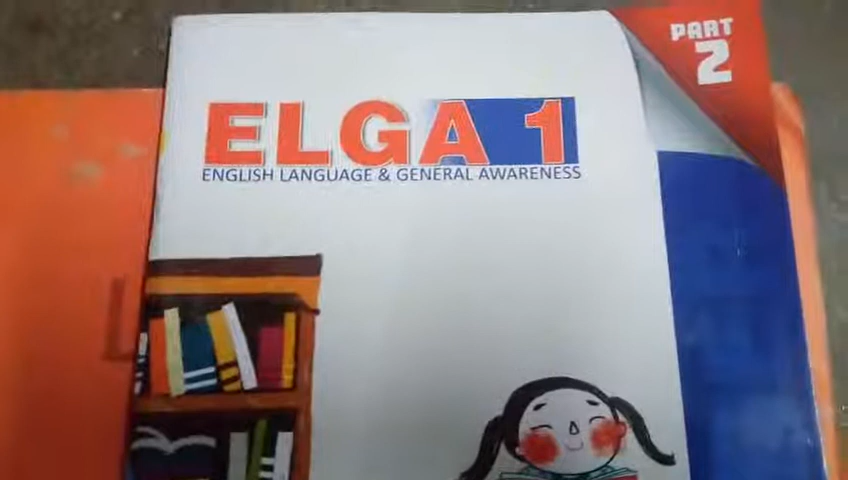 PART
2
ELGA 1
ENGLISH LANGUAGE & GENERAL AWARENESS